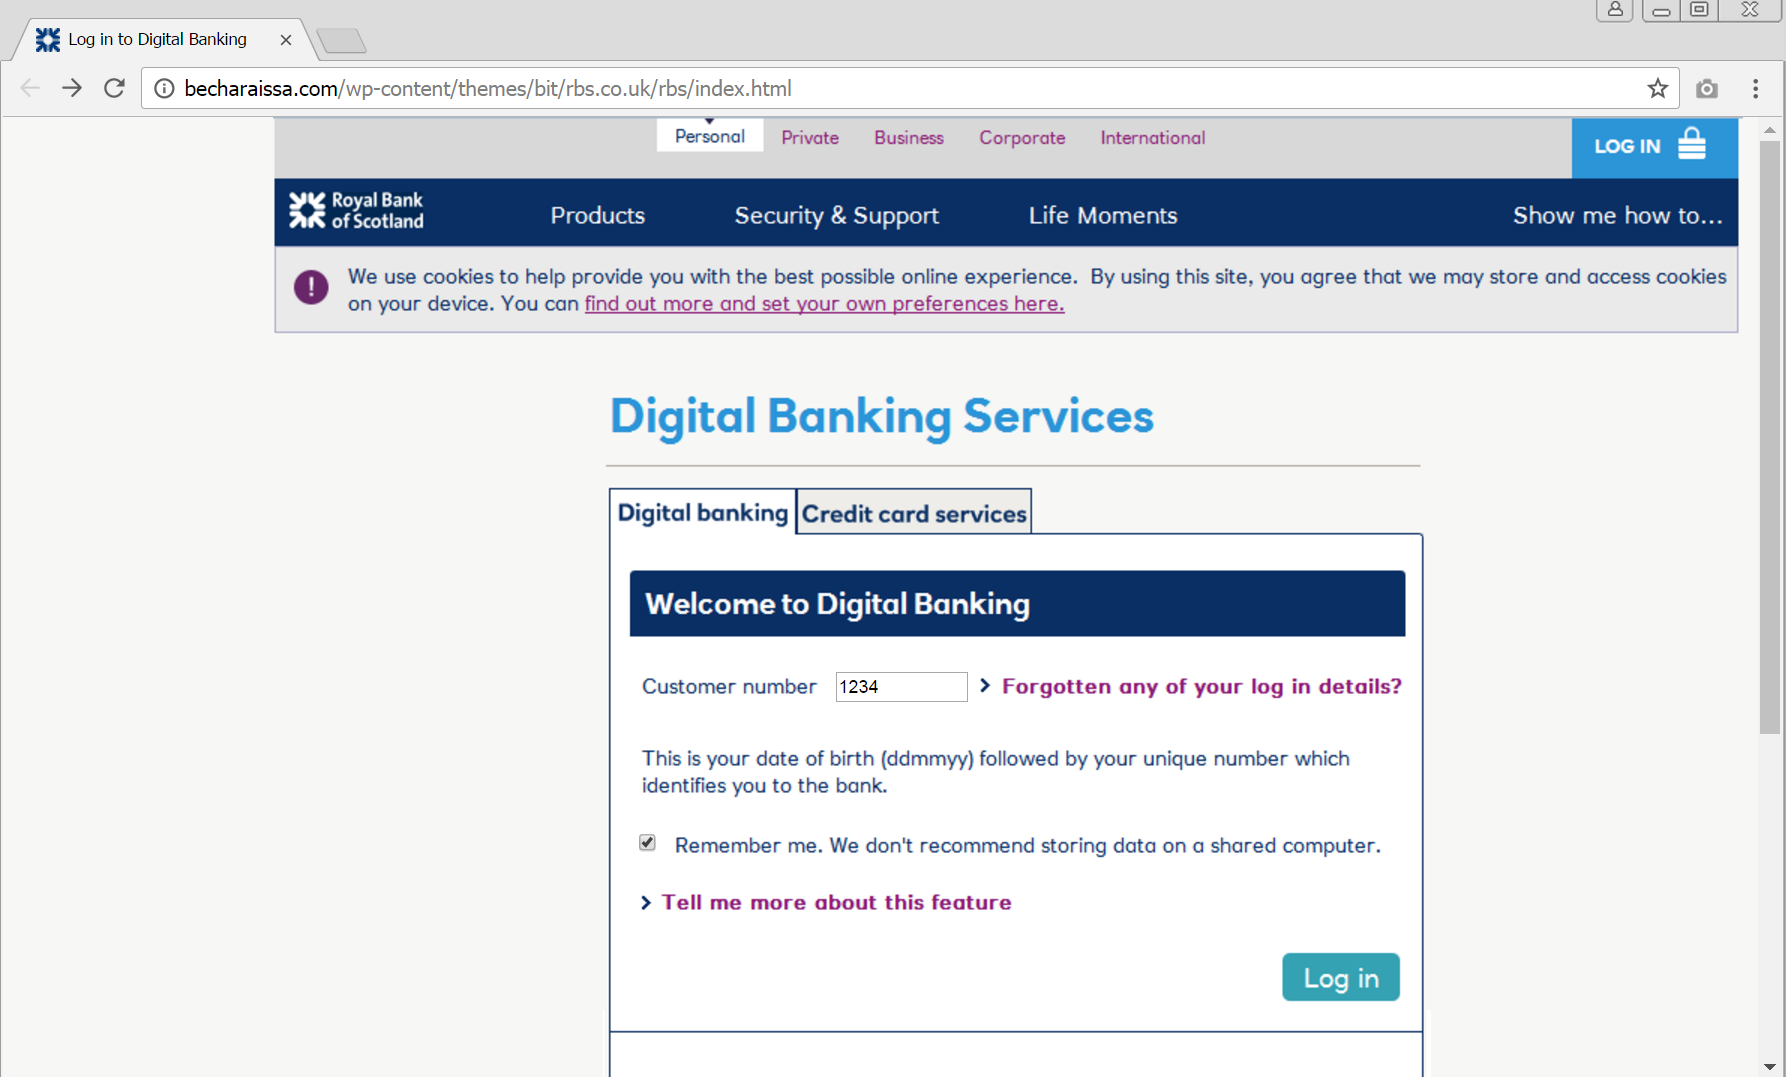 Log in to Digital Banking
becharaissa.com/wp-content/themes/bit/rbs.co.uk/rbs/index.html
Personal Private Business Corporate International
LOG IN
Royal Bank
of Scotland
Products Security & Support Life Moments Show me how to...
We use cookies to help provide you with the best possible online experience. By using this site, you agree that we may store and access cookies
on your device. You can find out more and set your own preferences here.
Digital Banking Services
Digital banking Credit card services
Welcome to Digital Banking
Customer number 1234 Forgotten any of your log in details?
This is your date of birth (ddmmyy) followed by your unique number which
identifies you to the bank.
Remember me. We don't recommend storing data on a shared computer.
Tell me more about this feature
Log in